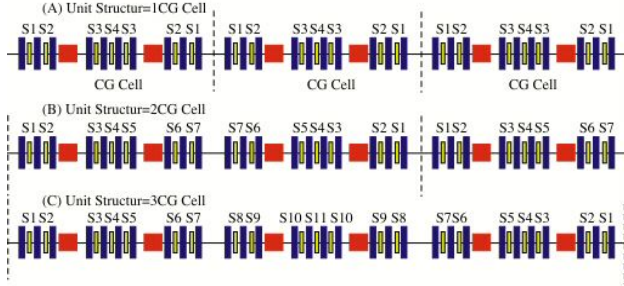 (A) Unit Structur=1CG Cell
S1 S2 S3 S4 S3 S2 S1 S1 S2 S3 S4 S3 S2 S1 S1 S2 S3 S4 S3 S2 S1
CG Cell CG Cell CG Cell
(B) Unit Structur=2CG Cell
S1 S2 S3 S4 S5 S6 S7 S7 S6 S5 S4 S3 S2 S1 S1 S2 S3 S4 S5 S6 S7
(C) Unit Structur=3CG Cell
S1 S2 S3 S4 S5 S6 S7 S8 S9 S10 S11 S10 S9 S8 S7 S6 S5 S4 S3 S2 S1